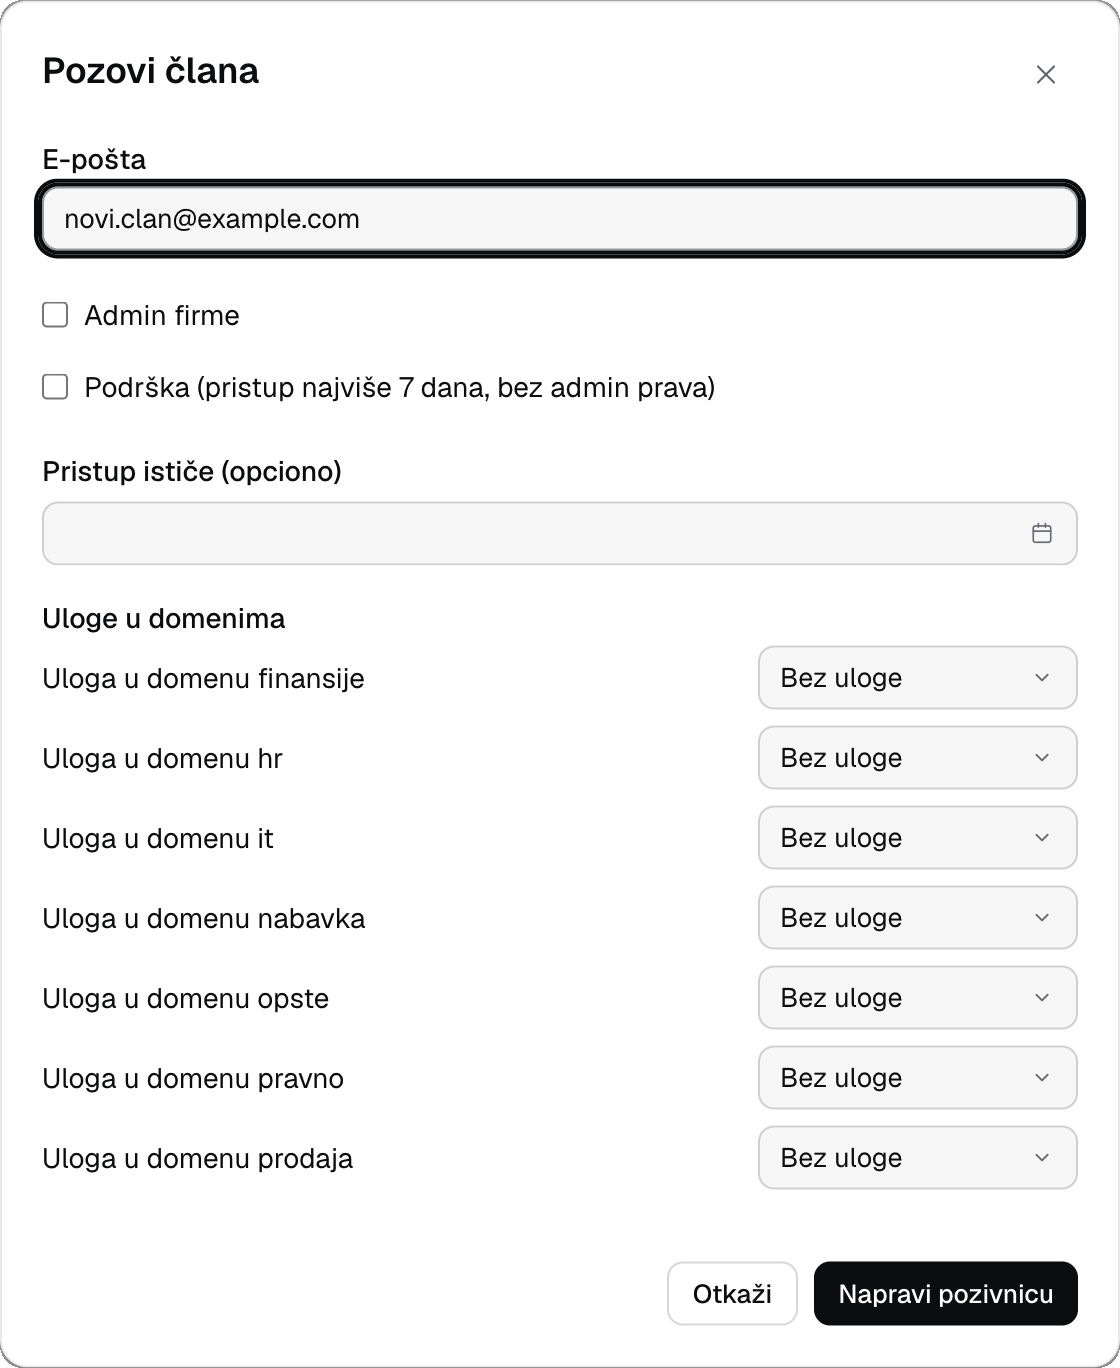 Pozovi člana
E-pošta
novi.clan@example.com
Admin firme
Podrška (pristup najviše 7 dana, bez admin prava)
Pristup ističe (opciono)
Uloge u domenima
Uloga u domenu finansije Bez uloge
Uloga u domenu hr Bez uloge
Uloga u domenu it Bez uloge
Uloga u domenu nabavka Bez uloge
Uloga u domenu opste Bez uloge
Uloga u domenu pravno Bez uloge
Uloga u domenu prodaja Bez uloge
Otkaži Napravi pozivnicu